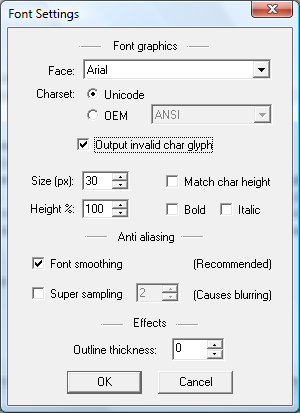 Font Settings
Font graphics
Face: Arial
Charset: Unicode
OEM ANSI
Output invalid char glyph
Size (px): 30 Match char height
Height %: 100 Bold Italic
Anti aliasing
Font smoothing (Recommended)
Super sampling 2 (Causes blurring)
Effects
Outline thickness: 0
OK Cancel